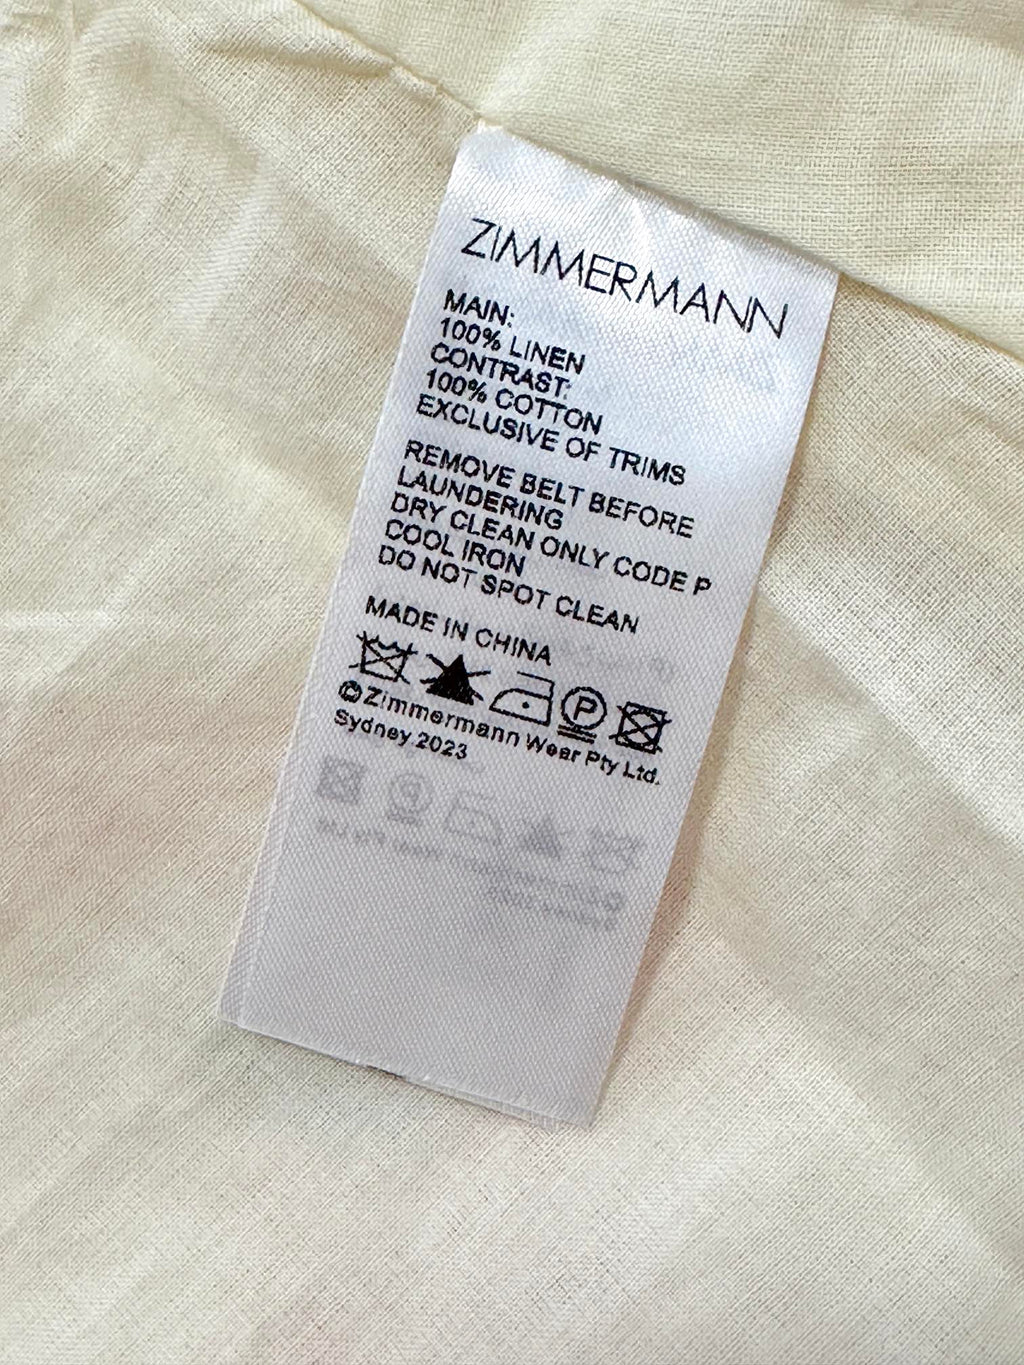 ZIMMERMANN
MAIN:
100% LINEN
CONTRAST:
100% COTTON
EXCLUSIVE OF TRIMS
REMOVE BELT BEFORE
LAUNDERING
DRY CLEAN ONLY CODE P
COOL IRON
DO NOT SPOT CLEAN
MADE IN CHINA
P
©Zimmermann Wear Pty Ltd.
Sydney 2023